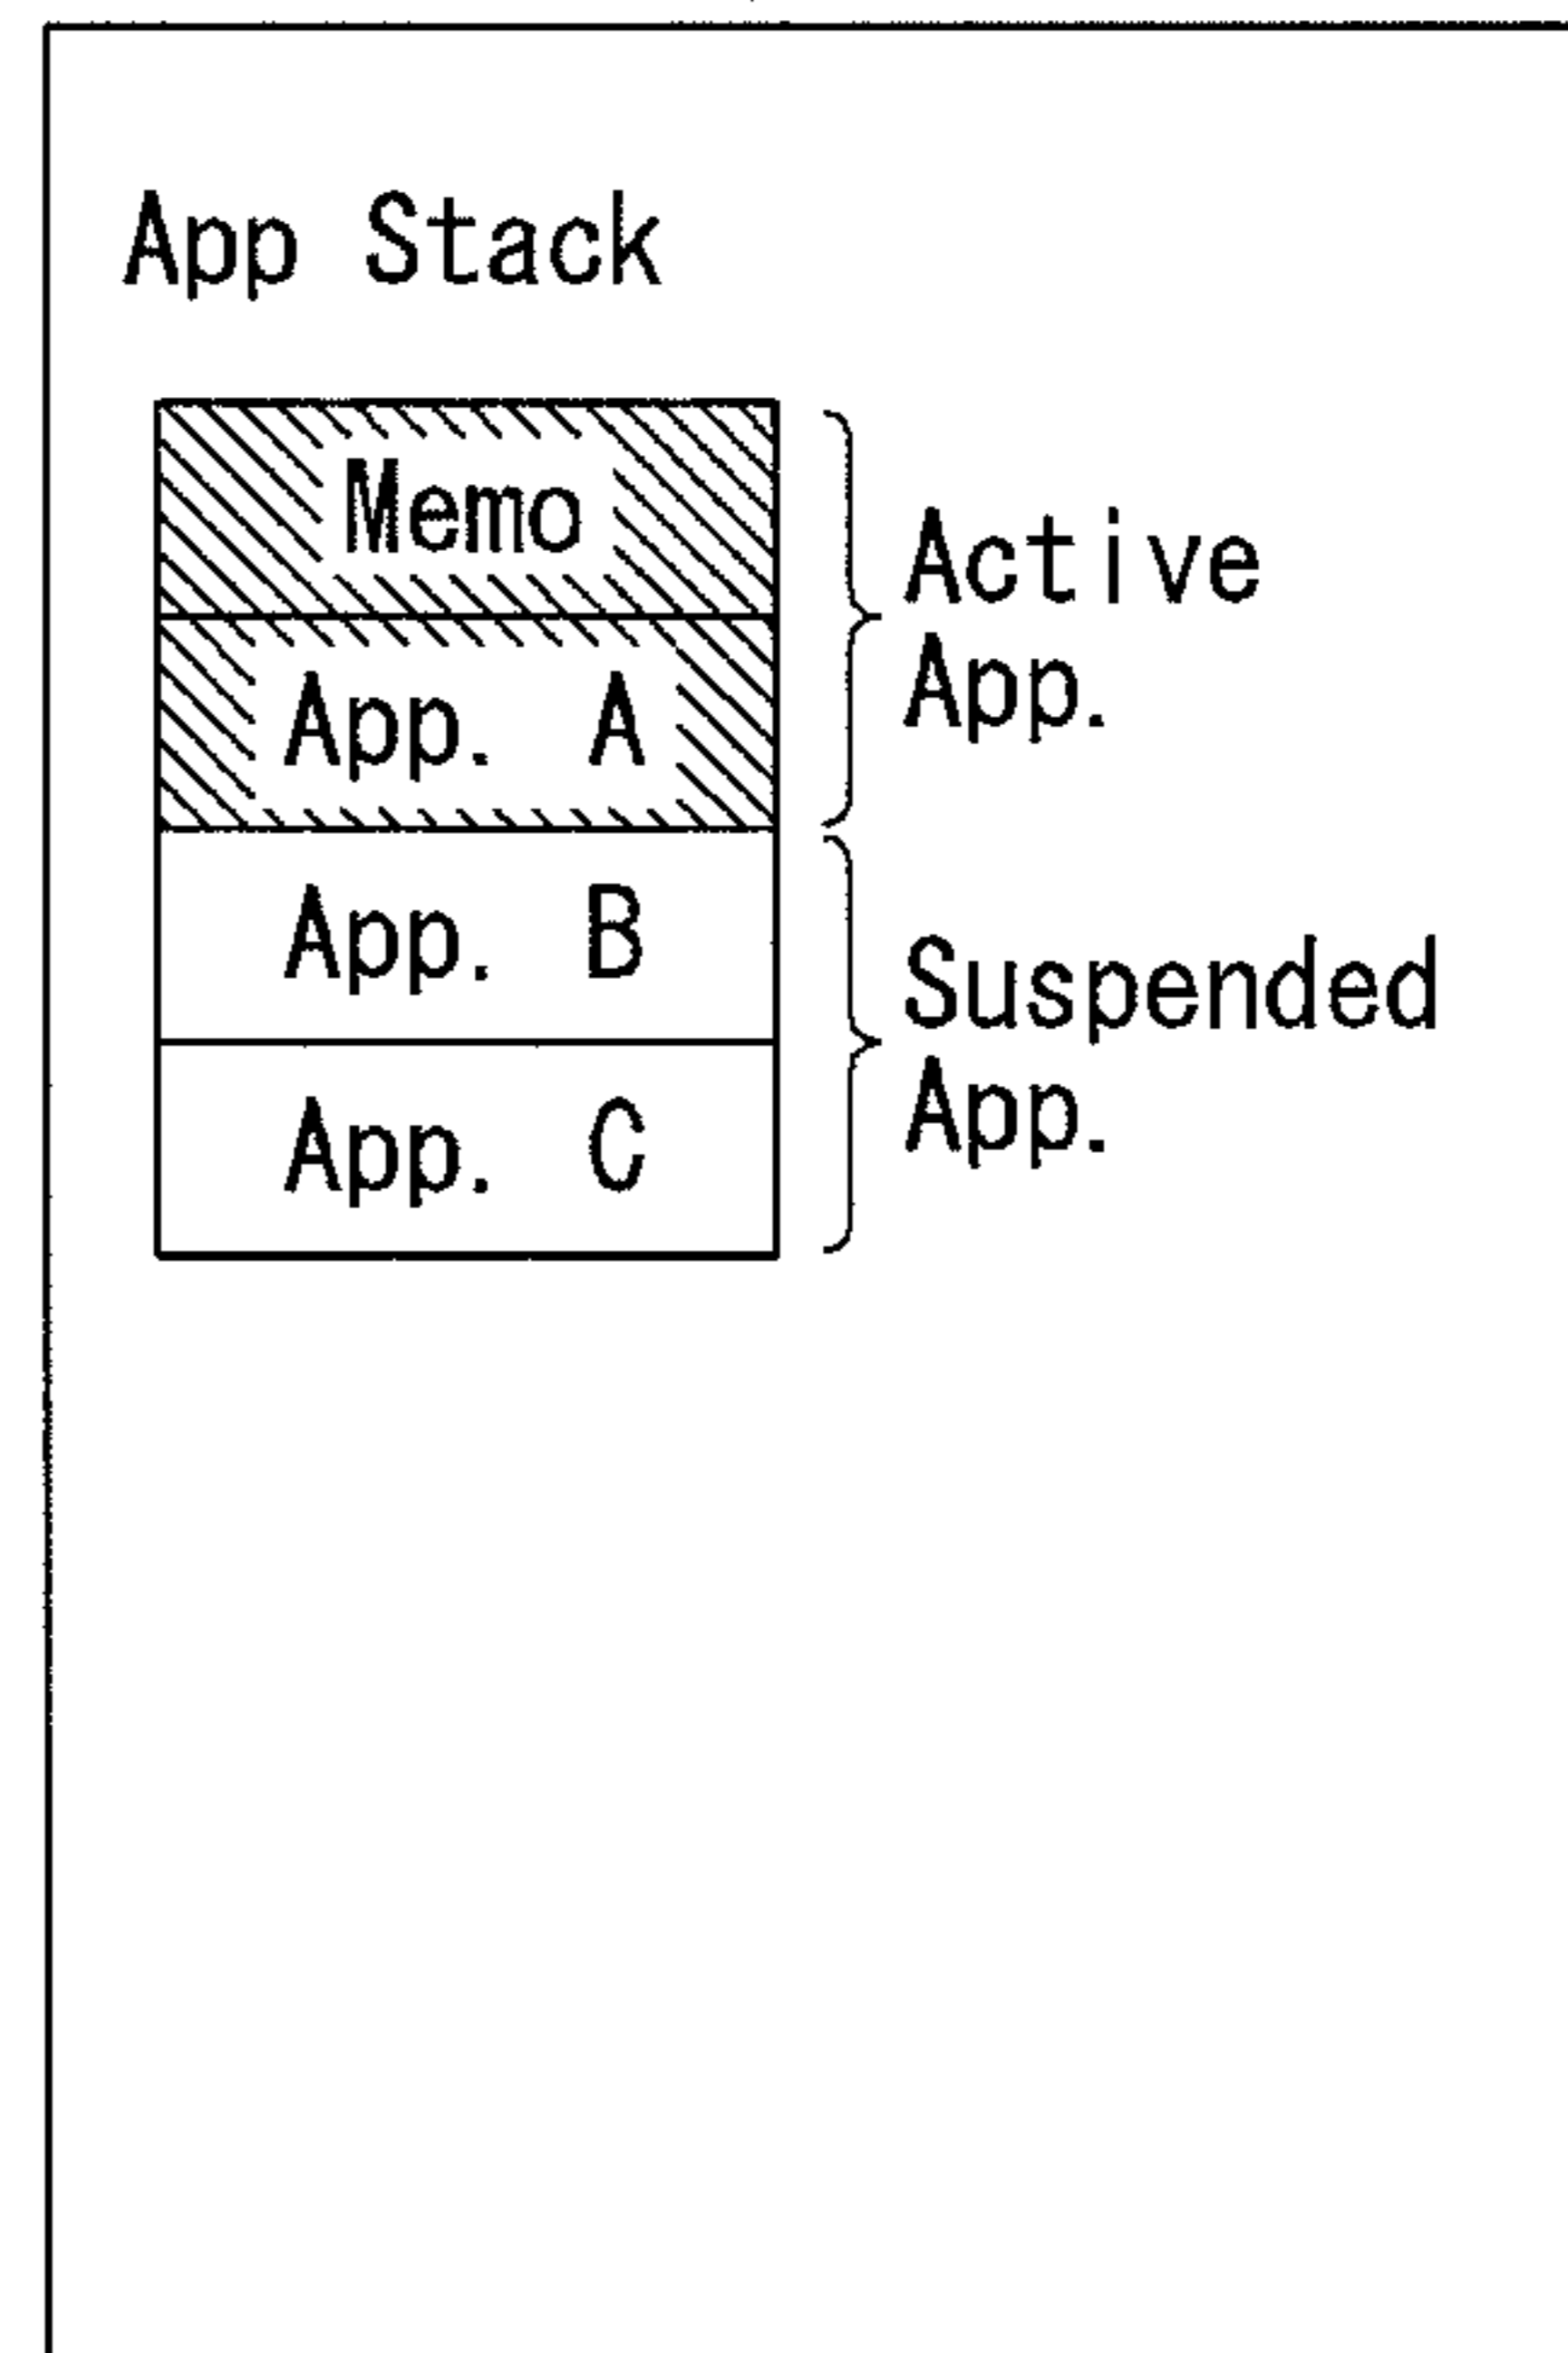 App Stack
Memo
App. A
App. B
App. C
Active
App.
Suspended
App.